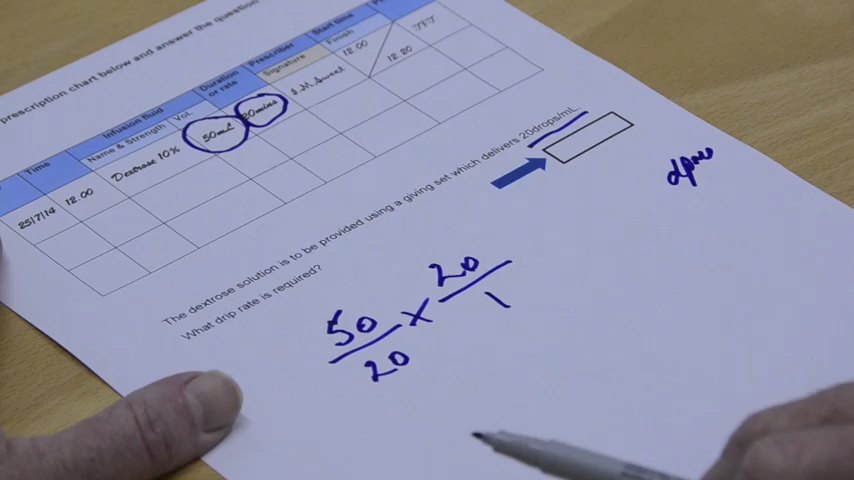 prescription chart below and answer the question
Time Infusion fluid Duration or rate Prescriber Start time
Name & Strength Vol. Signature Finish
25/7/14 12.00 Dextrose 10% 50mL 20mins I.M.Sweet 12.00 12.20 JFJ
The dextrose solution is to be provided using a giving set which delivers 20drops/mL.
What drip rate is required?
dpm
50 × 20
20 1